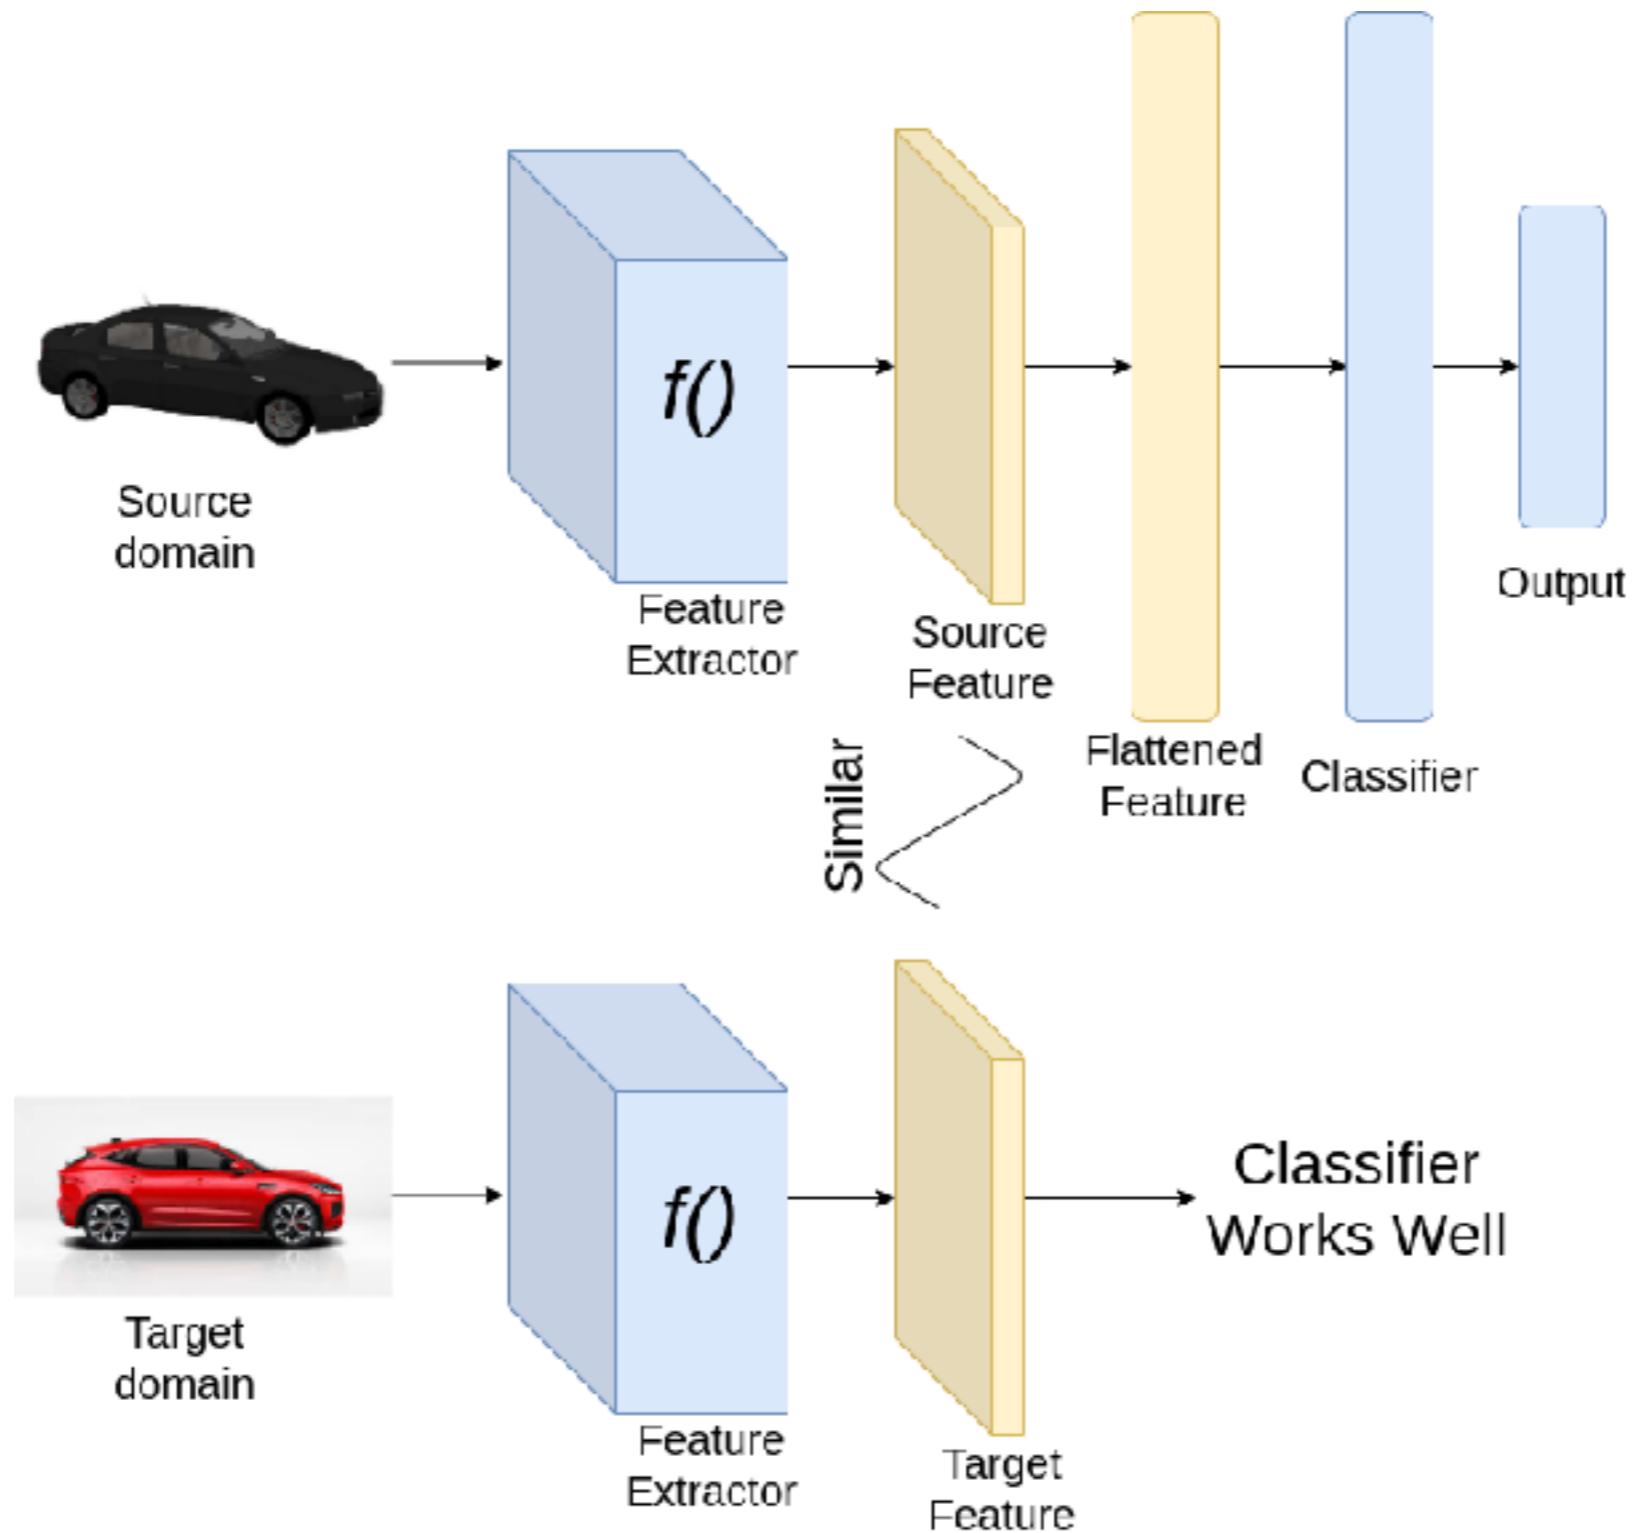 f()
Source
domain
Feature
Extractor
Source
Feature
Flattened
Feature
Classifier
Output
Similar
f()
Classifier
Works Well
Target
domain
Feature
Extractor
Target
Feature